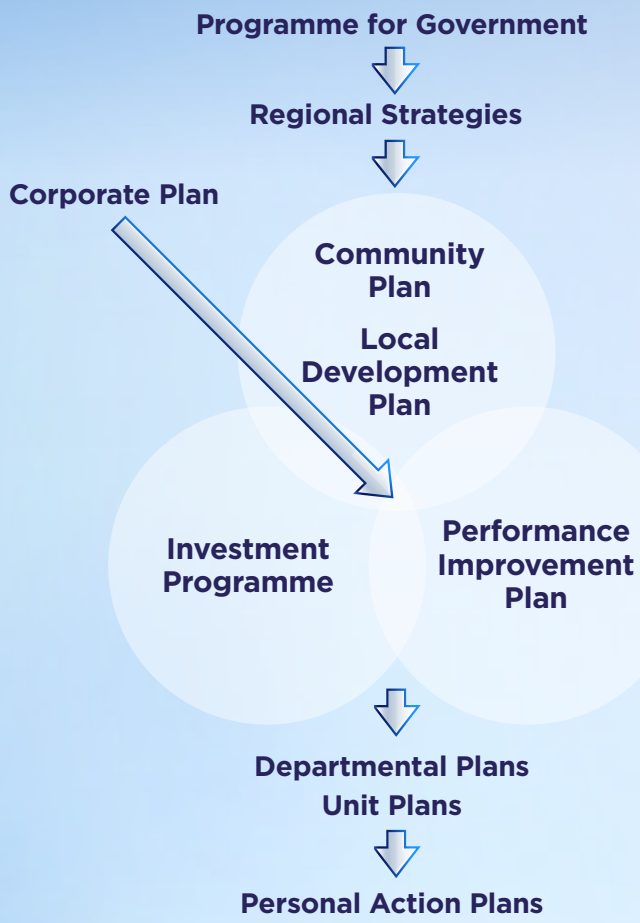 Programme for Government
Regional Strategies
Corporate Plan
Community
Plan
Local
Development
Plan
Investment
Programme
Performance
Improvement
Plan
Departmental Plans
Unit Plans
Personal Action Plans